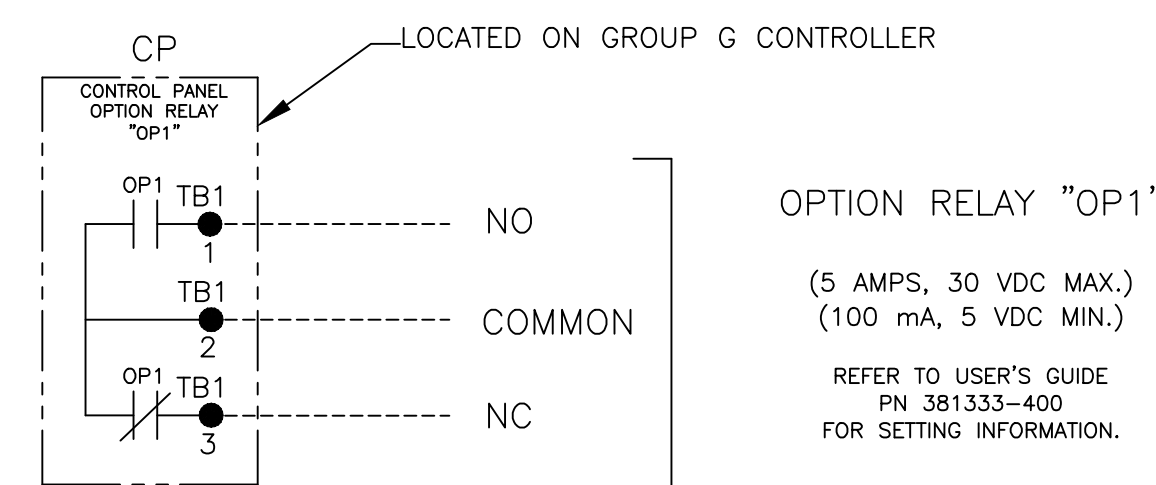 CP
LOCATED ON GROUP G CONTROLLER
CONTROL PANEL
OPTION RELAY
"OP1"
OP1 TB1
1
NO
TB1
2
COMMON
OP1 TB1
3
NC
OPTION RELAY "OP1'
(5 AMPS, 30 VDC MAX.)
(100 mA, 5 VDC MIN.)
REFER TO USER'S GUIDE
PN 381333-400
FOR SETTING INFORMATION.